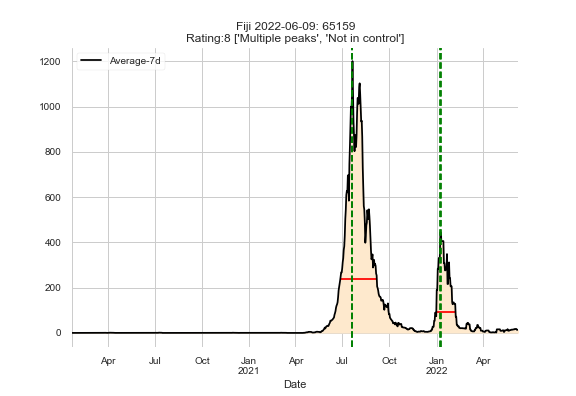 Fiji 2022-06-09: 65159
Rating:8 ['Multiple peaks', 'Not in control']
Average-7d
1200
1000
800
600
400
200
0
Apr Jul Oct Jan Apr Jul Oct Jan Apr
2021 2022
Date